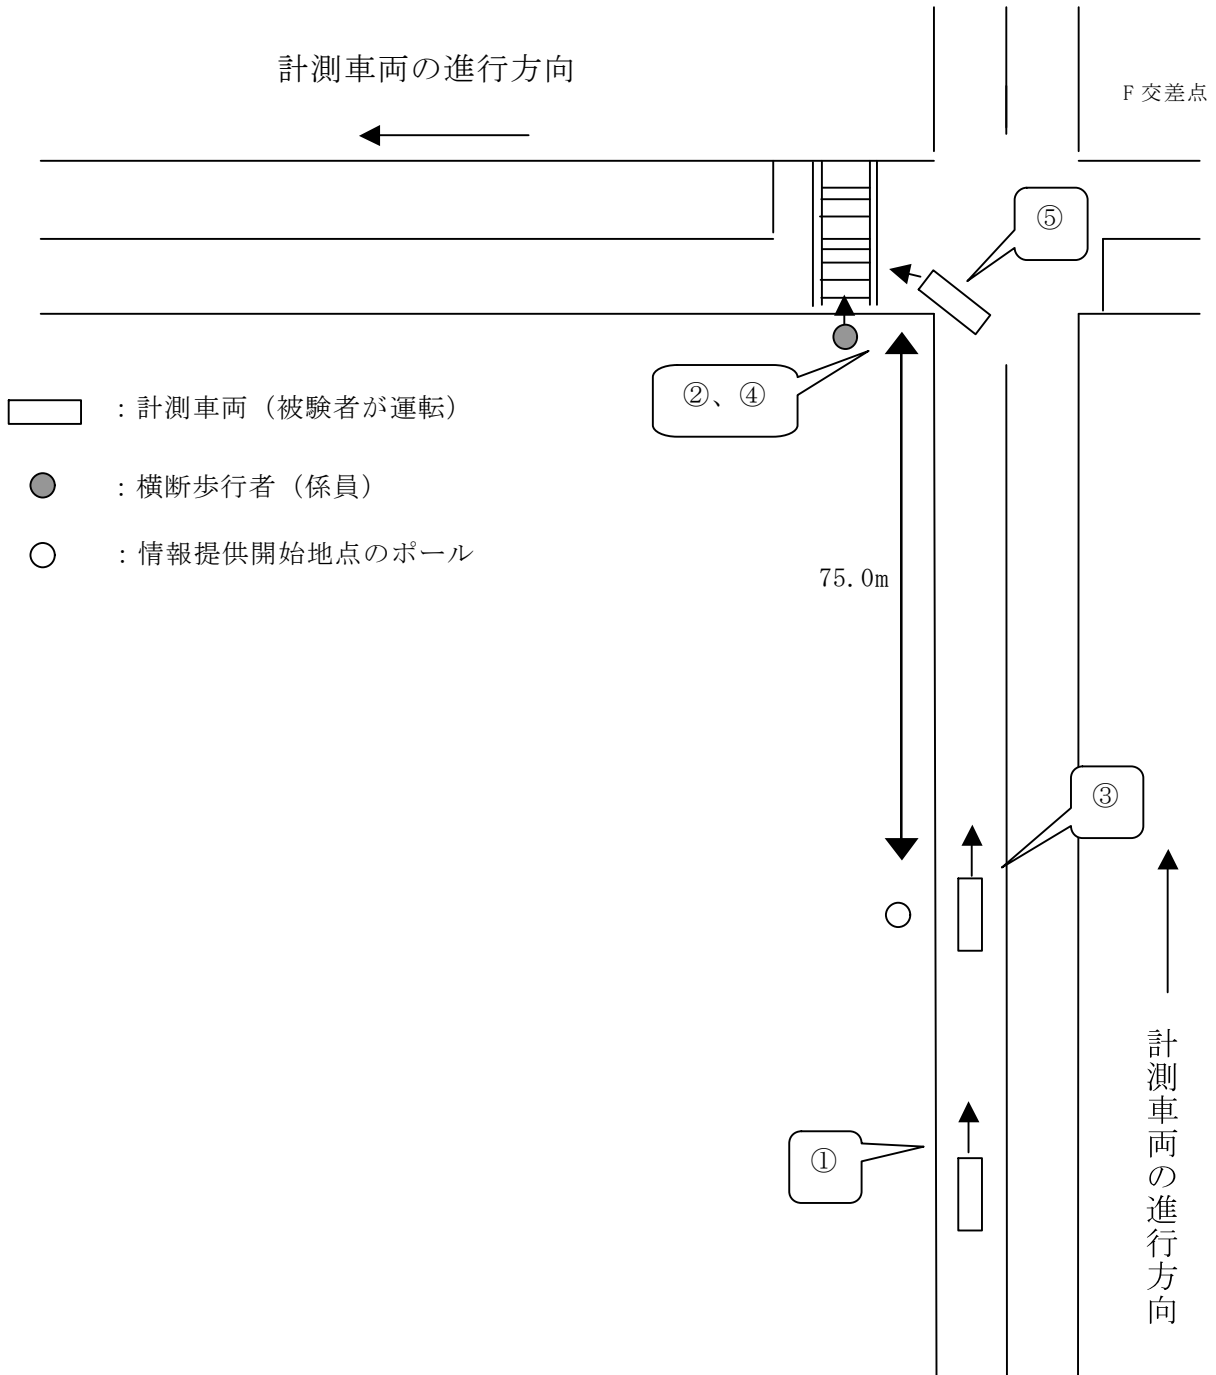 計測車両の進行方向
F 交差点
⑤
②、④
：計測車両（被験者が運転）
：横断歩行者（係員）
：情報提供開始地点のポール
75.0m
③
①
計測車両の進行方向